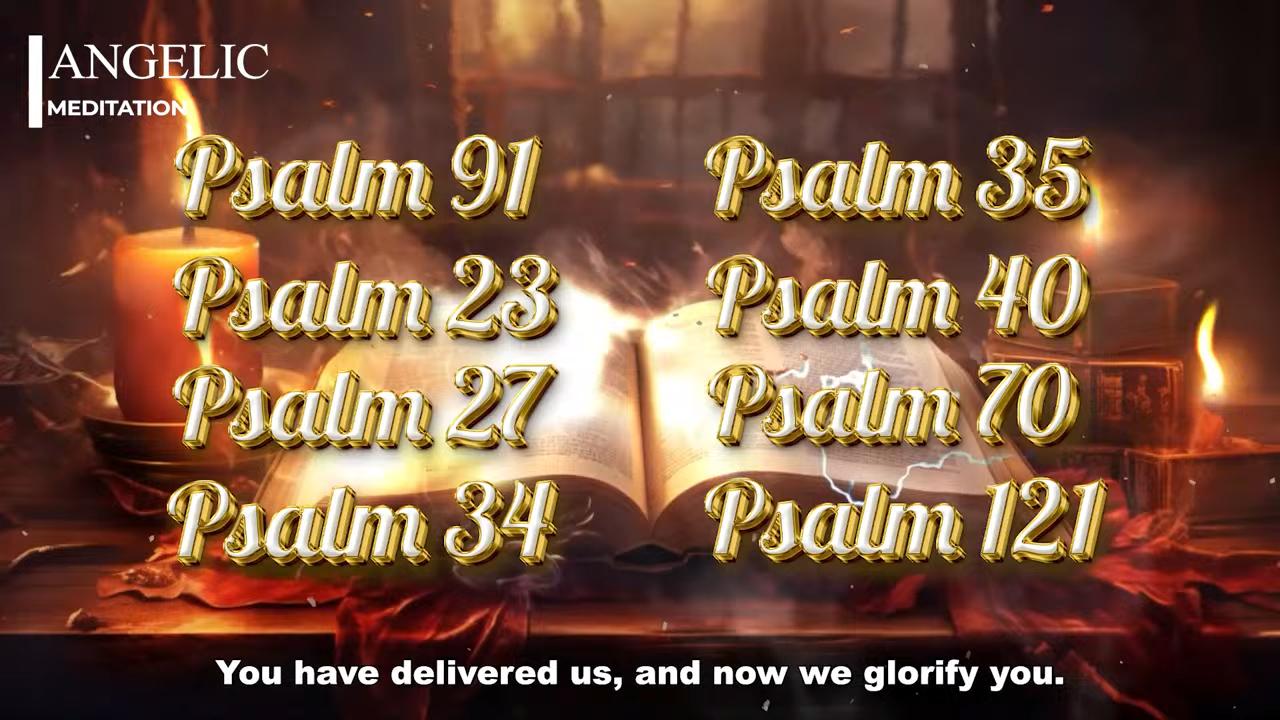 ANGELIC
MEDITATION
Psalm 91
Psalm 35
Psalm 23
Psalm 40
Psalm 27
Psalm 70
Psalm 34
Psalm 121
You have delivered us, and now we glorify you.